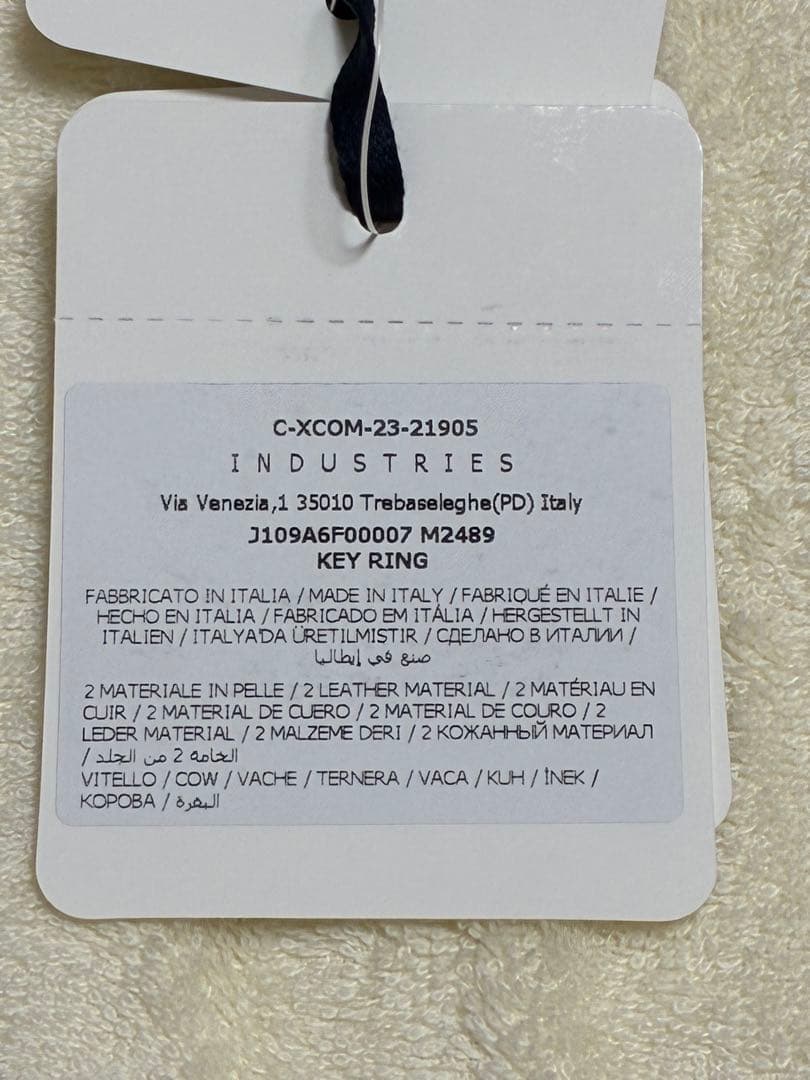 C-XCOM-23-21905
INDUSTRIES
Via Venezia,1 35010 Trebaseleghe(PD) Italy
J109A6F00007 M2489
KEY RING
FABBRICATO IN ITALIA / MADE IN ITALY / FABRIQUÉ EN ITALIE /
HECHO EN ITALIA / FABRICADO EM ITÁLIA / HERGESTELLT IN
ITALIEN / ITALYA'DA ÜRETILMISTIR / СДЕЛАНО В ИТАЛИИ /
صنع في إيطاليا
2 MATERIALE IN PELLE / 2 LEATHER MATERIAL / 2 MATÉRIAU EN
CUIR / 2 MATERIAL DE CUERO / 2 MATERIAL DE COURO / 2
LEDER MATERIAL / 2 MALZEME DERI / 2 КОЖАННЫЙ МАТЕРИАЛ
/ الخامة 2 من الجلد
VITELLO / COW / VACHE / TERNERA / VACA / KUH / İNEK /
КОРОВА / البقرة